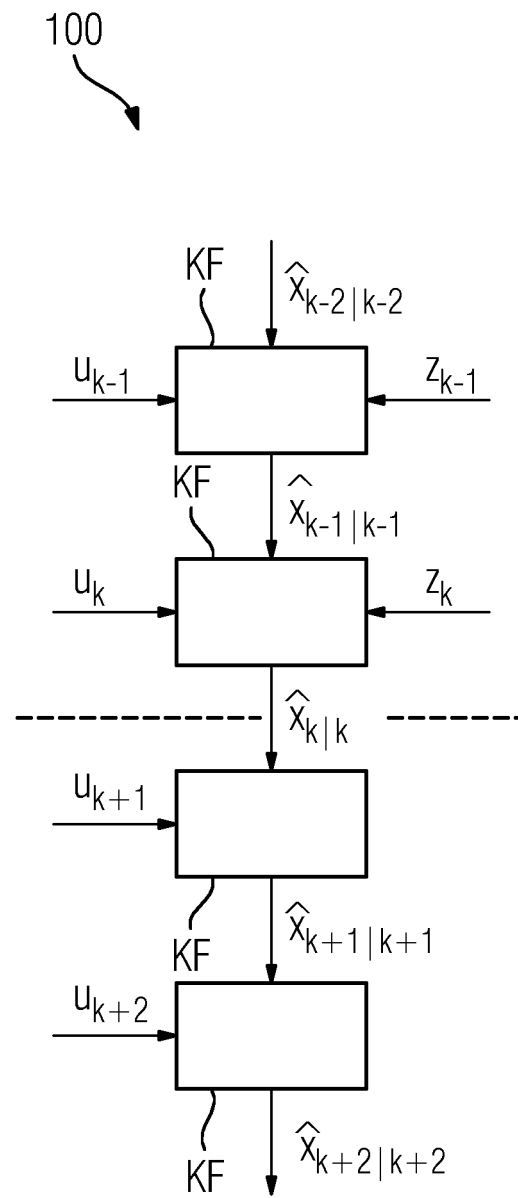 100
KF
x̂k-2|k-2
uk-1
zk-1
KF
x̂k-1|k-1
uk
zk
x̂k|k
uk+1
KF
x̂k+1|k+1
uk+2
KF
x̂k+2|k+2